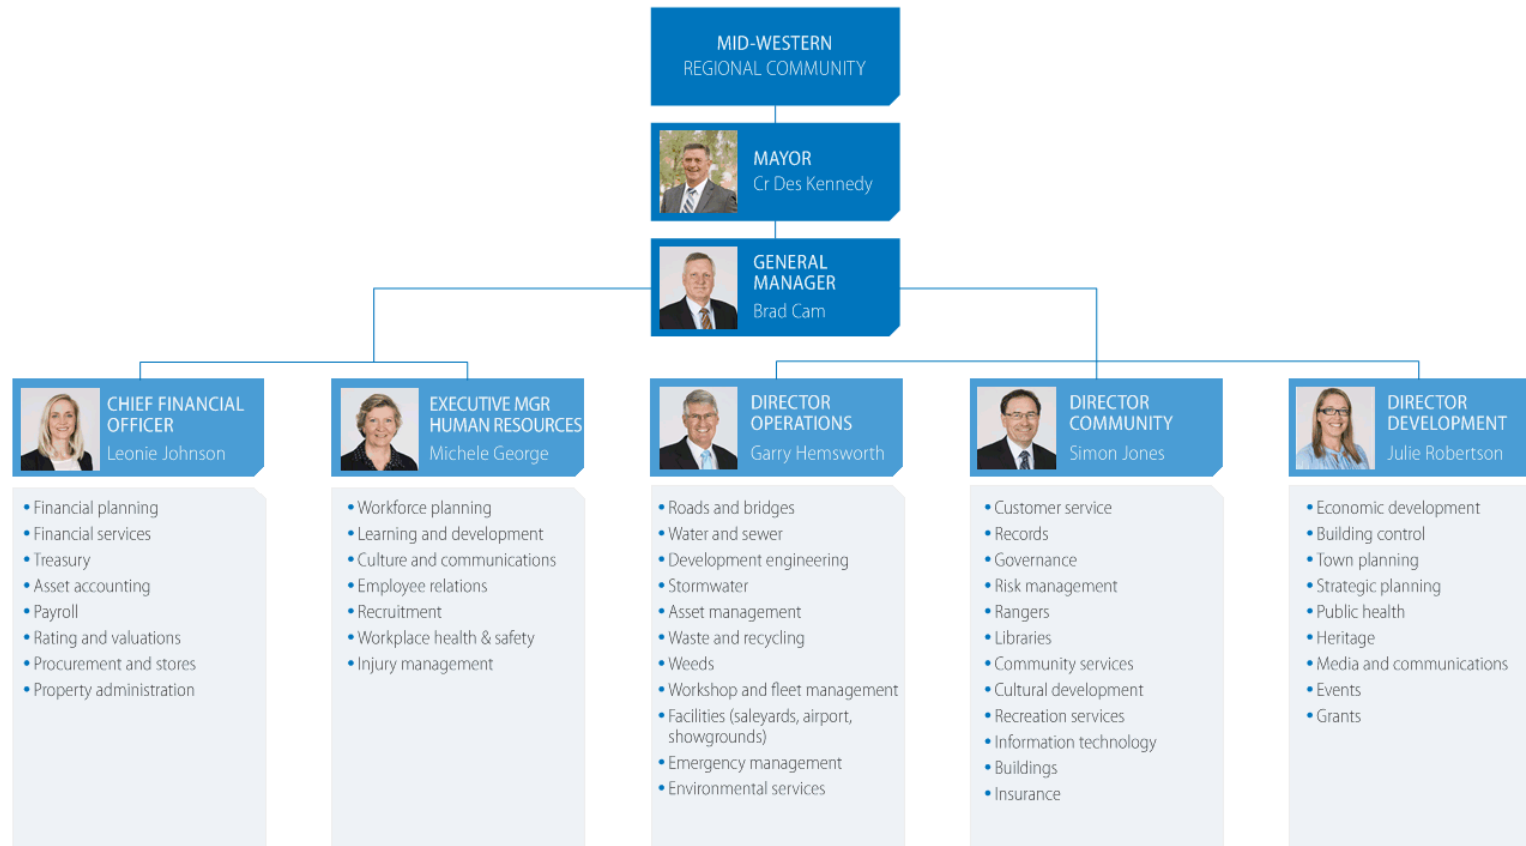 MID-WESTERN
REGIONAL COMMUNITY
MAYOR
Cr Des Kennedy
GENERAL
MANAGER
Brad Cam
CHIEF FINANCIAL
OFFICER
Leonie Johnson
• Financial planning
• Financial services
• Treasury
• Asset accounting
• Payroll
• Rating and valuations
• Procurement and stores
• Property administration
EXECUTIVE MGR
HUMAN RESOURCES
Michele George
• Workforce planning
• Learning and development
• Culture and communications
• Employee relations
• Recruitment
• Workplace health & safety
• Injury management
DIRECTOR
OPERATIONS
Garry Hemsworth
• Roads and bridges
• Water and sewer
• Development engineering
• Stormwater
• Asset management
• Waste and recycling
• Weeds
• Workshop and fleet management
• Facilities (saleyards, airport,
showgrounds)
• Emergency management
• Environmental services
DIRECTOR
COMMUNITY
Simon Jones
• Customer service
• Records
• Governance
• Risk management
• Rangers
• Libraries
• Community services
• Cultural development
• Recreation services
• Information technology
• Buildings
• Insurance
DIRECTOR
DEVELOPMENT
Julie Robertson
• Economic development
• Building control
• Town planning
• Strategic planning
• Public health
• Heritage
• Media and communications
• Events
• Grants